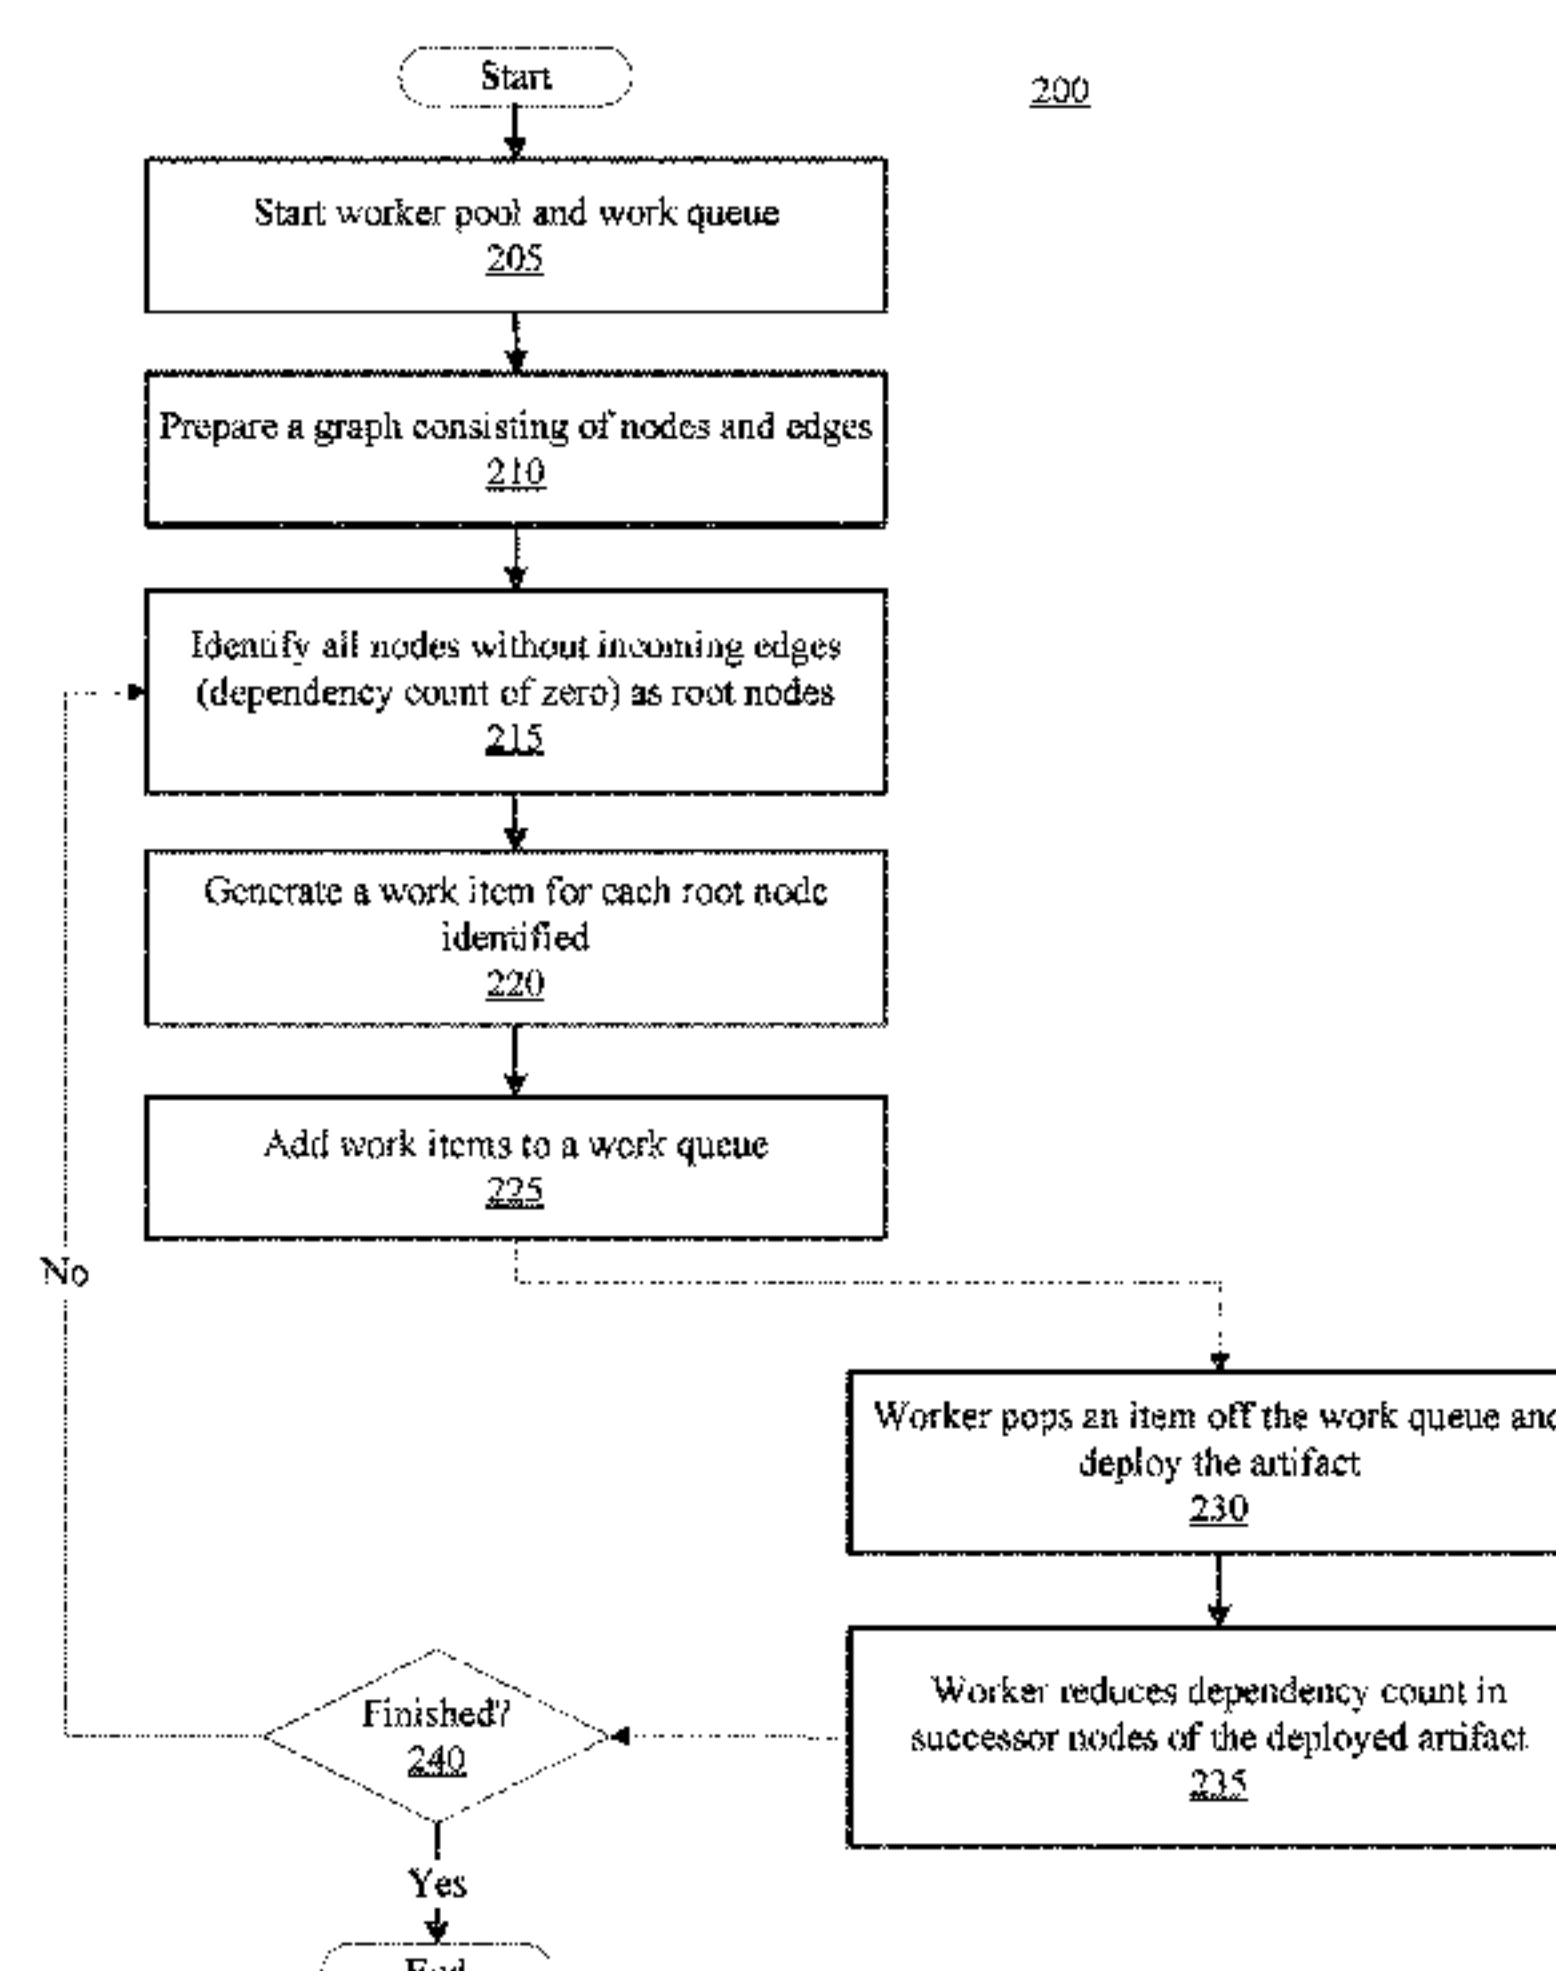 Start
200
Start worker pool and work queue
205
Prepare a graph consisting of nodes and edges
210
Identify all nodes without incoming edges
(dependency count of zero) as root nodes
215
Generate a work item for each root node
identified
220
Add work items to a work queue
225
No
Worker pops an item off the work queue and
deploy the artifact
230
Worker reduces dependency count in
successor nodes of the deployed artifact
235
Finished?
240
Yes
End